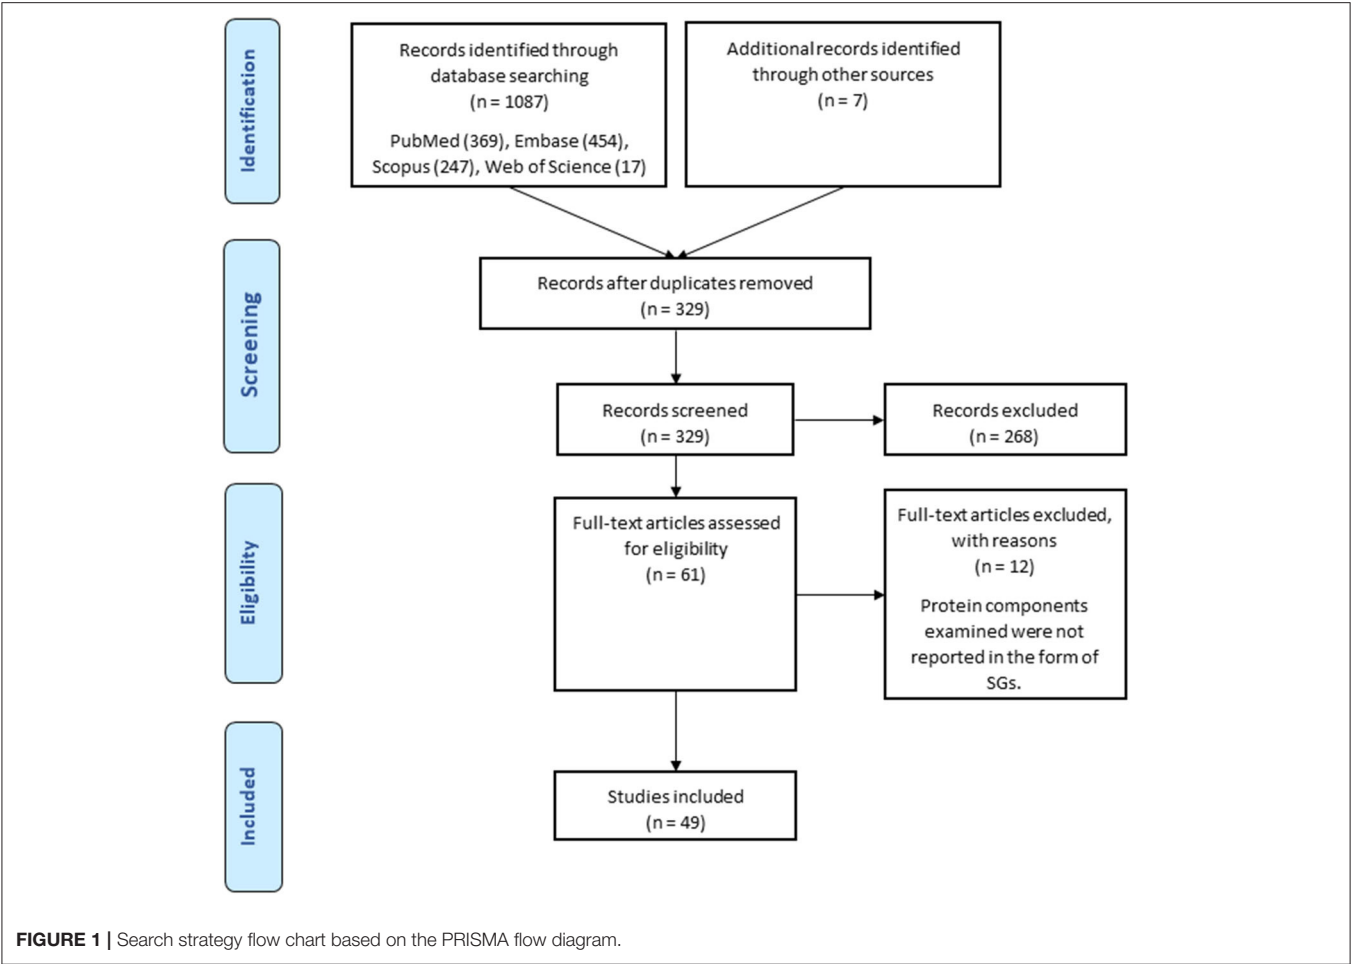 Identification
Records identified through
database searching
(n = 1087)
PubMed (369), Embase (454),
Scopus (247), Web of Science (17)
Additional records identified
through other sources
(n = 7)
Screening
Records after duplicates removed
(n = 329)
Records screened
(n = 329)
Records excluded
(n = 268)
Eligibility
Full-text articles assessed
for eligibility
(n = 61)
Full-text articles excluded,
with reasons
(n = 12)
Protein components
examined were not
reported in the form of
SGs.
Included
Studies included
(n = 49)
FIGURE 1 | Search strategy flow chart based on the PRISMA flow diagram.